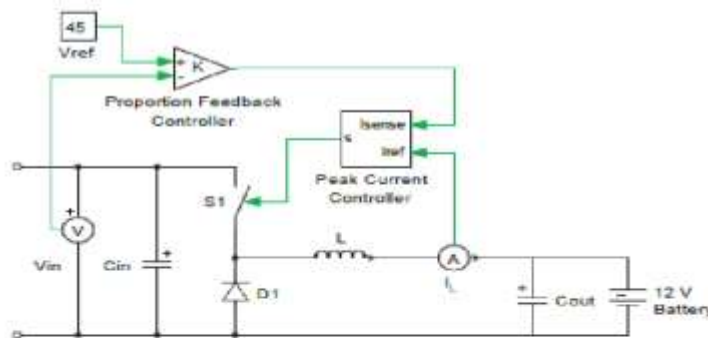 45
Vref
+
K
-
Proportion Feedback
Controller
Isense
s
Iref
Peak Current
Controller
S1
+
V
Vin
+
Cin
L
A
IL
D1
+
Cout
12 V
Battery